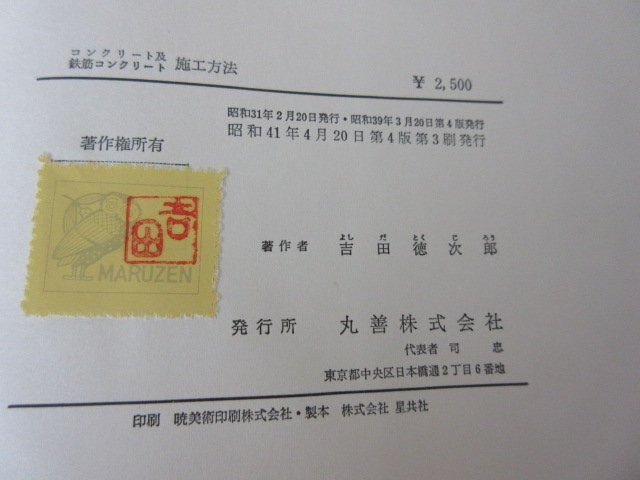 コンクリート及
鉄筋コンクリート 施工方法
¥ 2,500
昭和31年2月20日発行・昭和39年3月20日第4版発行
昭和41年4月20日第4版第3刷発行
著作権所有
吉田
MARUZEN
よし だ とく じ ろう
著作者 吉田徳次郎
発行所 丸善株式会社
代表者 司 忠
東京都中央区日本橋通2丁目6番地
印刷 暁美術印刷株式会社・製本 株式会社 星共社